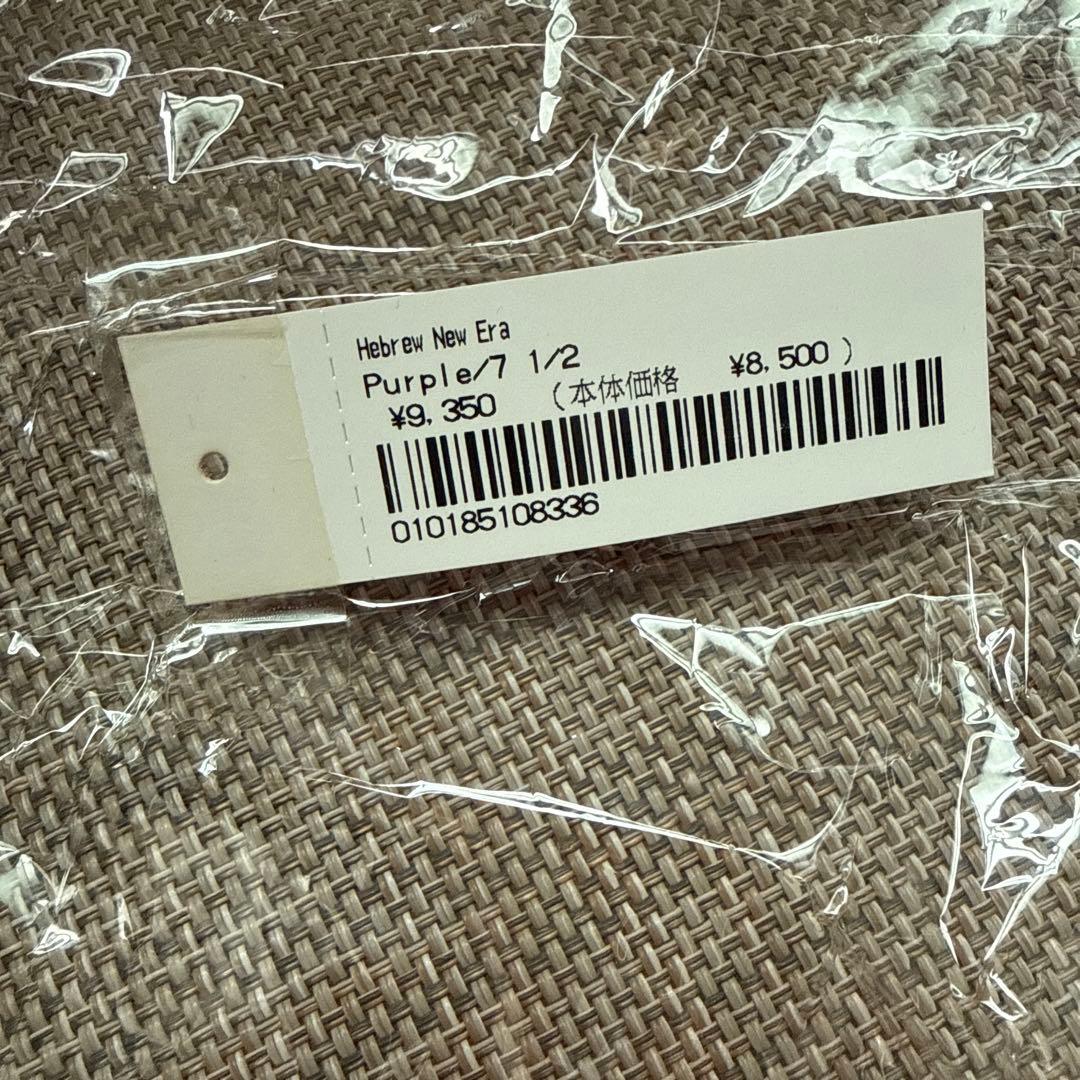 Hebrew New Era
Purple/7 1/2
¥9,350 (本体価格 ¥8,500 )
010185108336